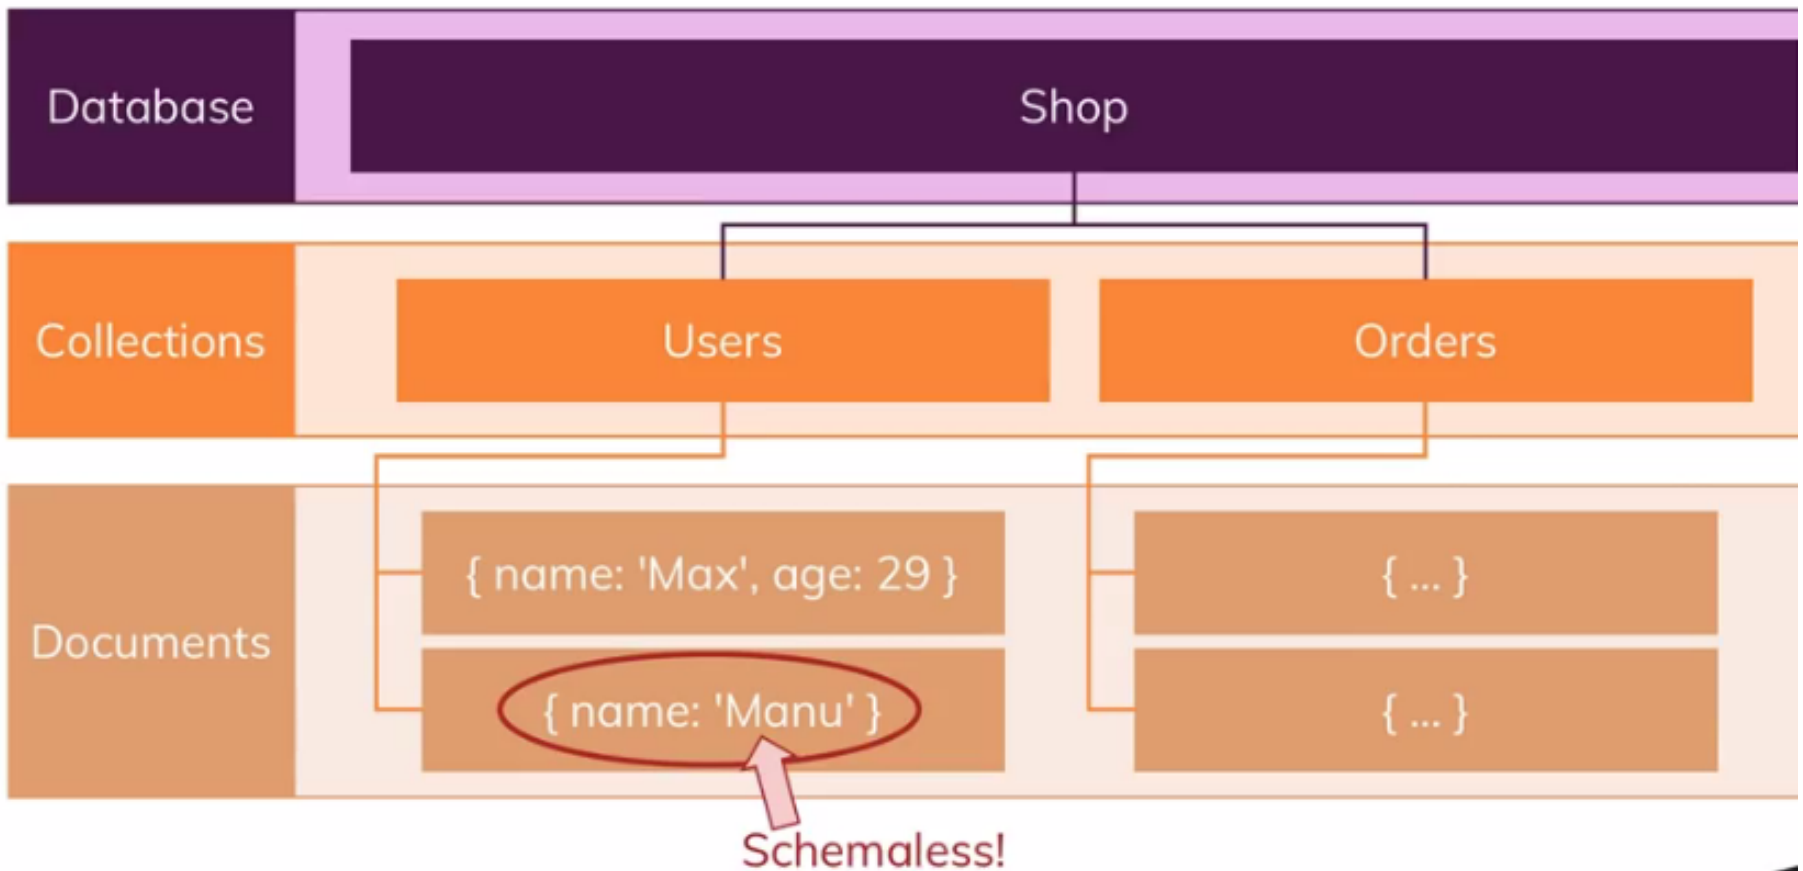 Database
Shop
Collections
Users
Orders
Documents
{ name: 'Max', age: 29 }
{ ... }
{ name: 'Manu' }
{ ... }
Schemaless!